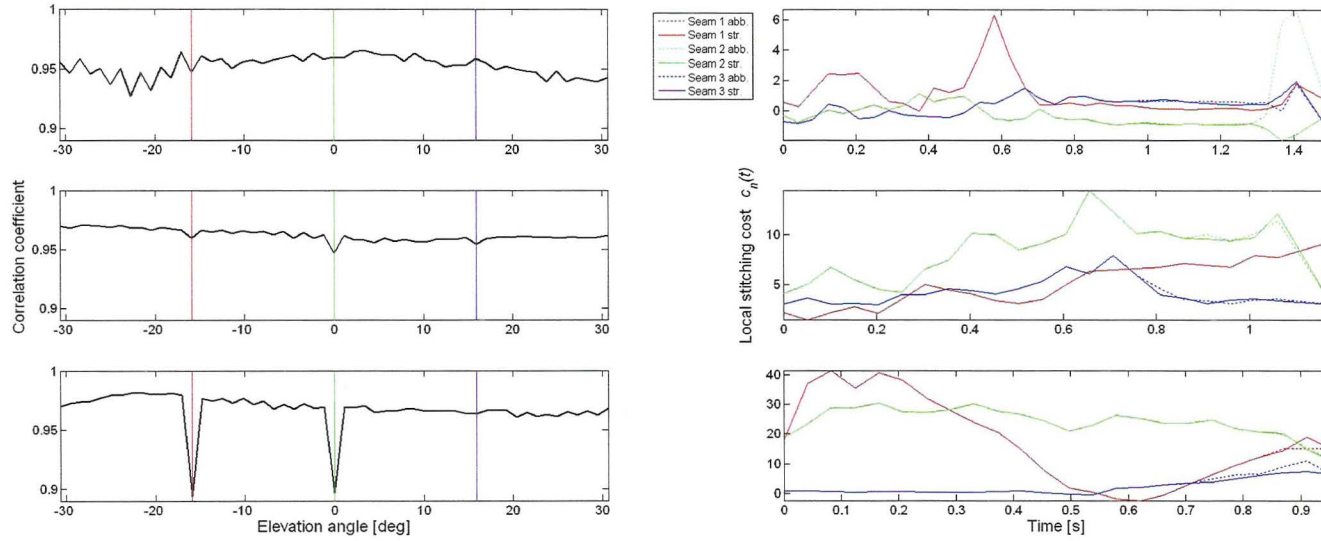 1
0.95
0.9
-30 -20 -10 0 10 20 30
1
0.95
0.9
-30 -20 -10 0 10 20 30
1
0.95
0.9
-30 -20 -10 0 10 20 30
Correlation coefficient
Elevation angle [deg]
Seam 1 abb.
Seam 1 str.
Seam 2 abb.
Seam 2 str.
Seam 3 abb.
Seam 3 str.
6
4
2
0
0 0.2 0.4 0.6 0.8 1 1.2 1.4
10
5
0 0.2 0.4 0.6 0.8 1
40
30
20
10
0
0 0.1 0.2 0.3 0.4 0.5 0.6 0.7 0.8 0.9
Local stitching cost c_n(t)
Time [s]